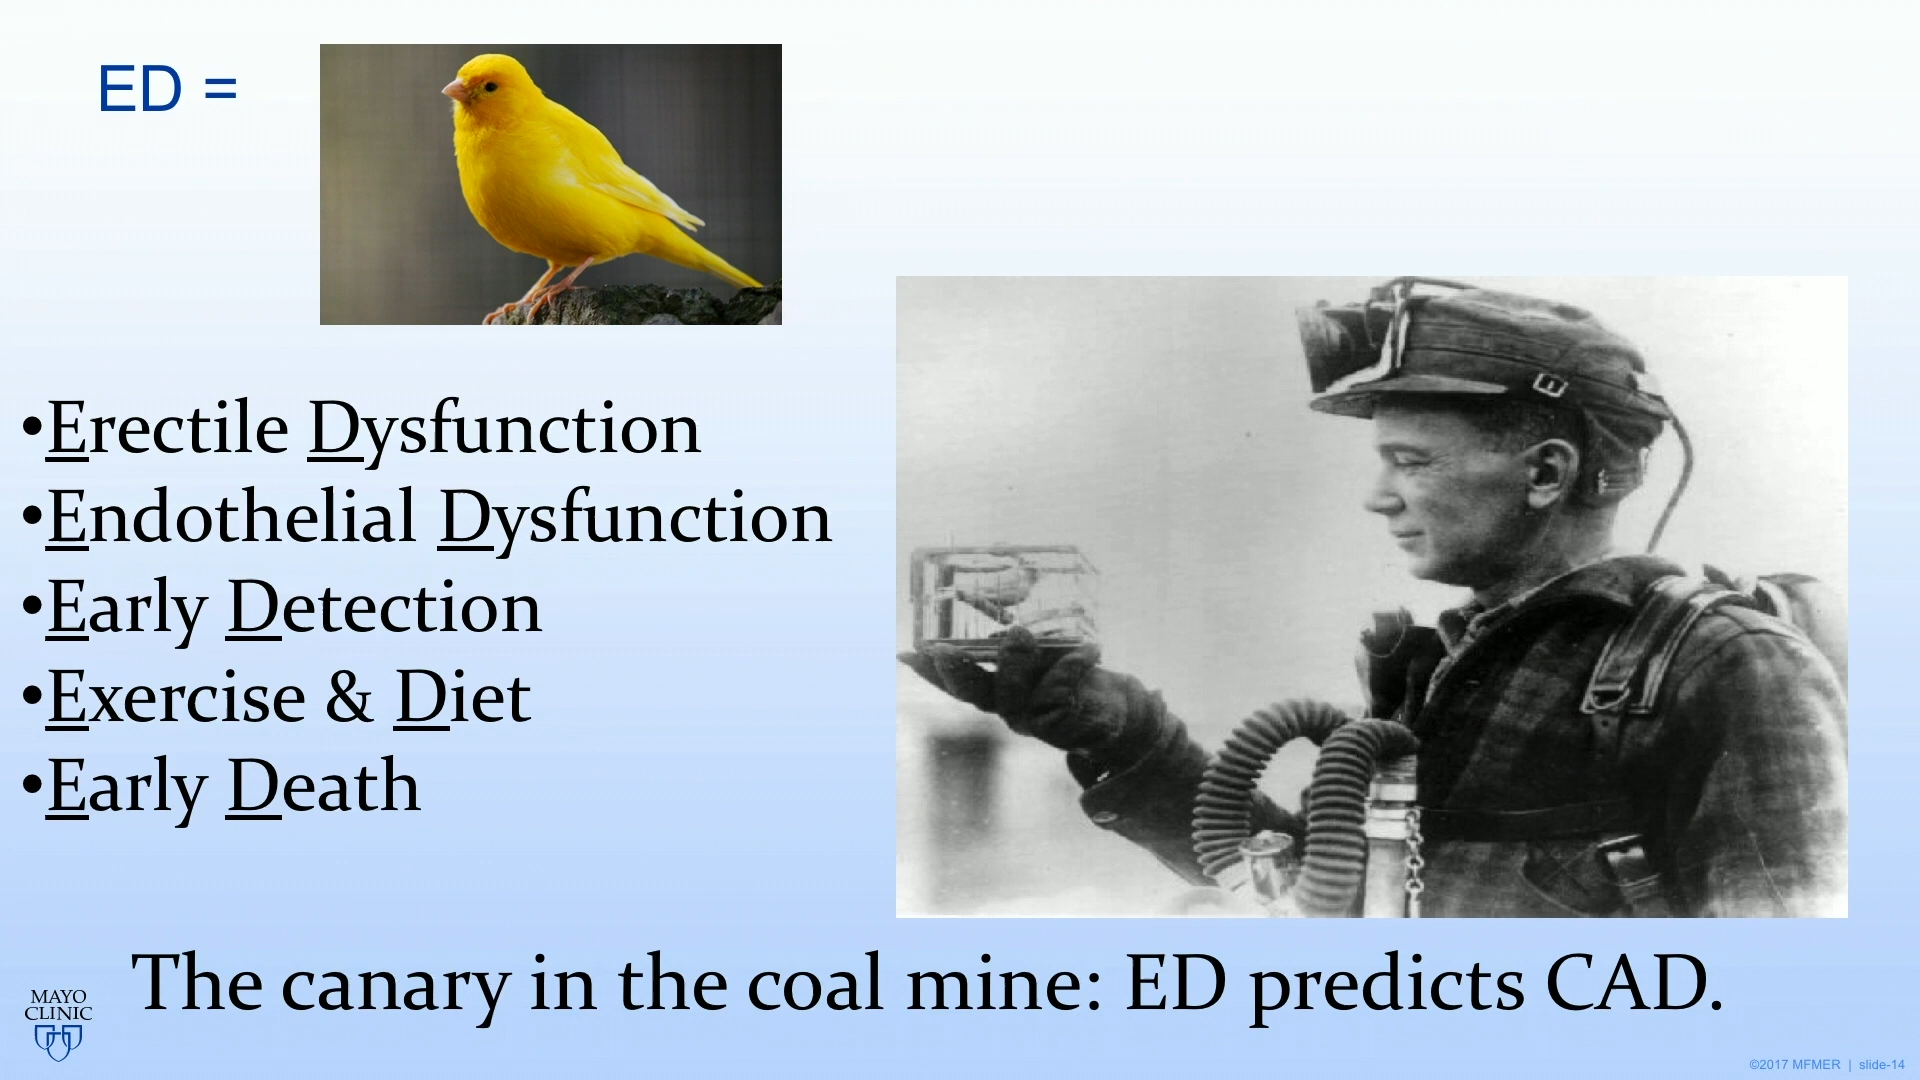 ED =
•Erectile Dysfunction
•Endothelial Dysfunction
•Early Detection
•Exercise & Diet
•Early Death
The canary in the coal mine: ED predicts CAD.
MAYO
CLINIC
©2017 MFMER | slide-14